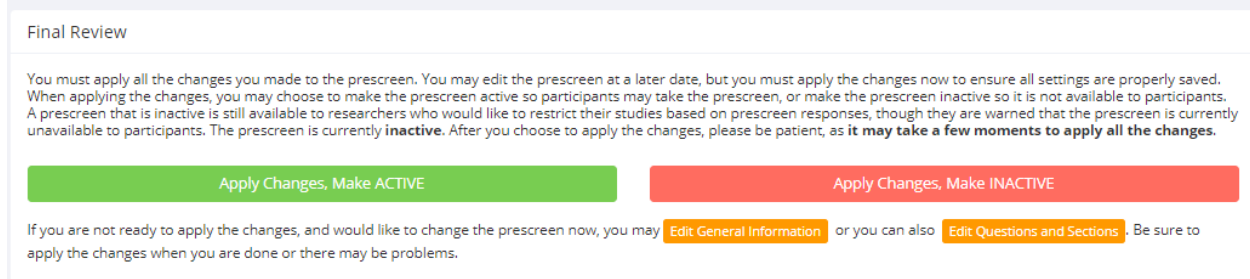 Final Review
You must apply all the changes you made to the prescreen. You may edit the prescreen at a later date, but you must apply the changes now to ensure all settings are properly saved.
When applying the changes, you may choose to make the prescreen active so participants may take the prescreen, or make the prescreen inactive so it is not available to participants.
A prescreen that is inactive is still available to researchers who would like to restrict their studies based on prescreen responses, though they are warned that the prescreen is currently
unavailable to participants. The prescreen is currently inactive. After you choose to apply the changes, please be patient, as it may take a few moments to apply all the changes.
Apply Changes, Make ACTIVE
Apply Changes, Make INACTIVE
If you are not ready to apply the changes, and would like to change the prescreen now, you may Edit General Information or you can also Edit Questions and Sections. Be sure to
apply the changes when you are done or there may be problems.